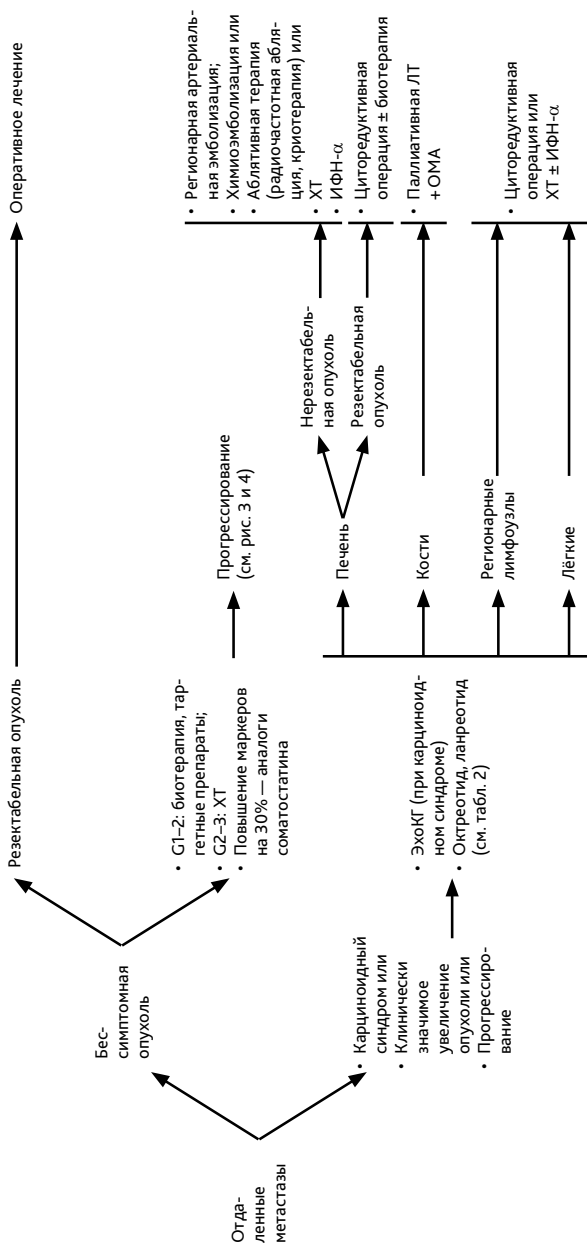 Отда-
ленные
метастазы
Бес-
симптомная
опухоль
Резектабельная опухоль
Оперативное лечение
• G1–2: биотерапия, тар-
гетные препараты;
• G2–3: ХТ
• Повышение маркеров
на 30% — аналоги
соматостатина
Прогрессирование
(см. рис. 3 и 4)
• Карциноидный
синдром или
• Клинически
значимое
увеличение
опухоли или
• Прогрессиро-
вание
• ЭхоКГ (при карциноид-
ном синдроме)
• Октреотид, ланреотид
(см. табл. 2)
Печень
Нерезектабель-
ная опухоль
• Регионарная артериаль-
ная эмболизация;
• Химиоэмболизация или
• Аблятивная терапия
(радиочастотная абля-
ция, криотерапия) или
• ХТ
• ИФН-α
Резектабельная
опухоль
• Циторедуктивная
операция ± биотерапия
Кости
• Паллиативная ЛТ
+ ОМА
Регионарные
лимфоузлы
Лёгкие
• Циторедуктивная
операция или
ХТ ± ИФН-α